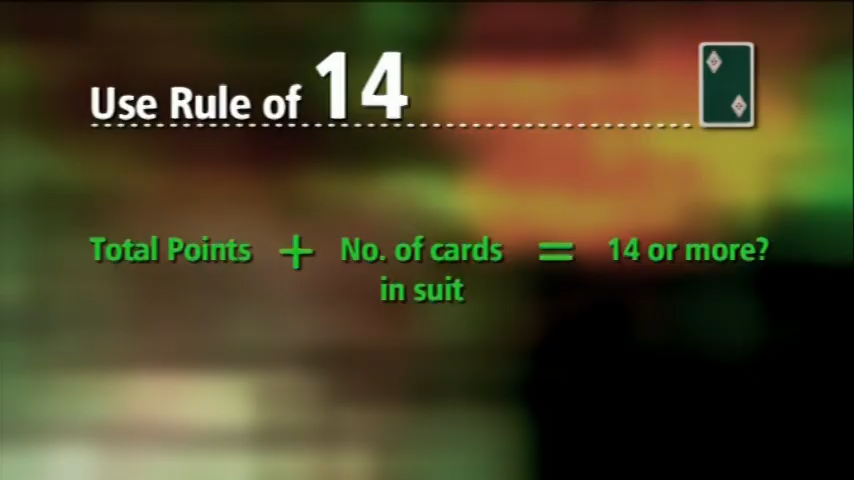 Use Rule of 14
Total Points + No. of cards = 14 or more?
in suit